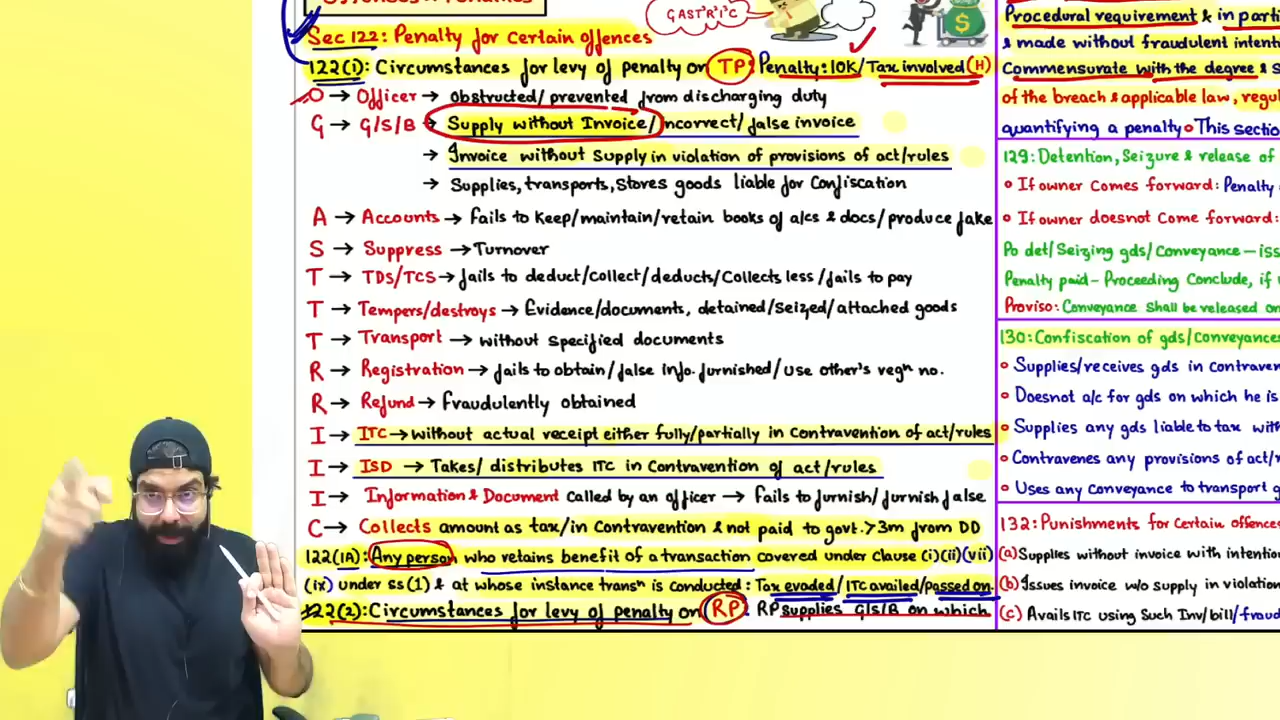 Offences & Penalties
GAST³R²I³C
Sec 122: Penalty for Certain offences
122(1): Circumstances for levy of penalty on TP: Penalty: 10K/Tax involved (H)
O → Officer → obstructed/prevented from discharging duty
G → G/S/B → Supply without Invoice/incorrect/false invoice
→ Invoice without Supply in violation of provisions of act/rules
→ Supplies, transports, Stores goods liable for Confiscation
A → Accounts → fails to keep/maintain/retain books of a/cs & docs/produce fake
S → Suppress → Turnover
T → TDS/TCS → fails to deduct/collect/deducts/Collects less/fails to pay
T → Tempers/destroys → Evidence/documents, detained/Seized/attached goods
T → Transport → without specified documents
R → Registration → fails to obtain/false Info. furnished/use other's regⁿ no.
R → Refund → fraudulently obtained
I → ITC → without actual receipt either fully/partially in Contravention of act/rules
I → ISD → Takes/distributes ITC in Contravention of act/rules
I → Information & Document called by an officer → Fails to furnish/furnish false
C → Collects amount as tax/in Contravention & not paid to govt. >3m from DD
122(1A): Any person who retains benefit of a transaction covered under Clause (i)(ii)(vii)
(ix) under ss(1) & at whose instance transⁿ is conducted: Tax evaded/ITC availed/passed on
122(2): Circumstances for levy of penalty on RP: RP supplies G/S/B on which
Procedural requirement & in parti
& made without fraudulent intent
Commensurate with the degree & s
of the breach & applicable law, regul
quantifying a penalty • This sectio
129: Detention, Seizure & release of
• If owner Comes forward: Penalty
• If owner doesnot Come forward:
Po det/Seizing gds/Conveyance — iss
Penalty paid - Proceeding Conclude, if
Proviso: Conveyance Shall be released on
130: Confiscation of gds/Conveyance
• Supplies/receives gds in contraven
• Doesnot a/c for gds on which he is
• Supplies any gds liable to tax with
• Contravenes any provisions of act/r
• Uses any Conveyance to transport g
132: Punishments for Certain offence
(a) Supplies without invoice with intention
(b) Issues invoice w/o supply in violation
(c) Avails ITC using Such Inv/bill/fraud